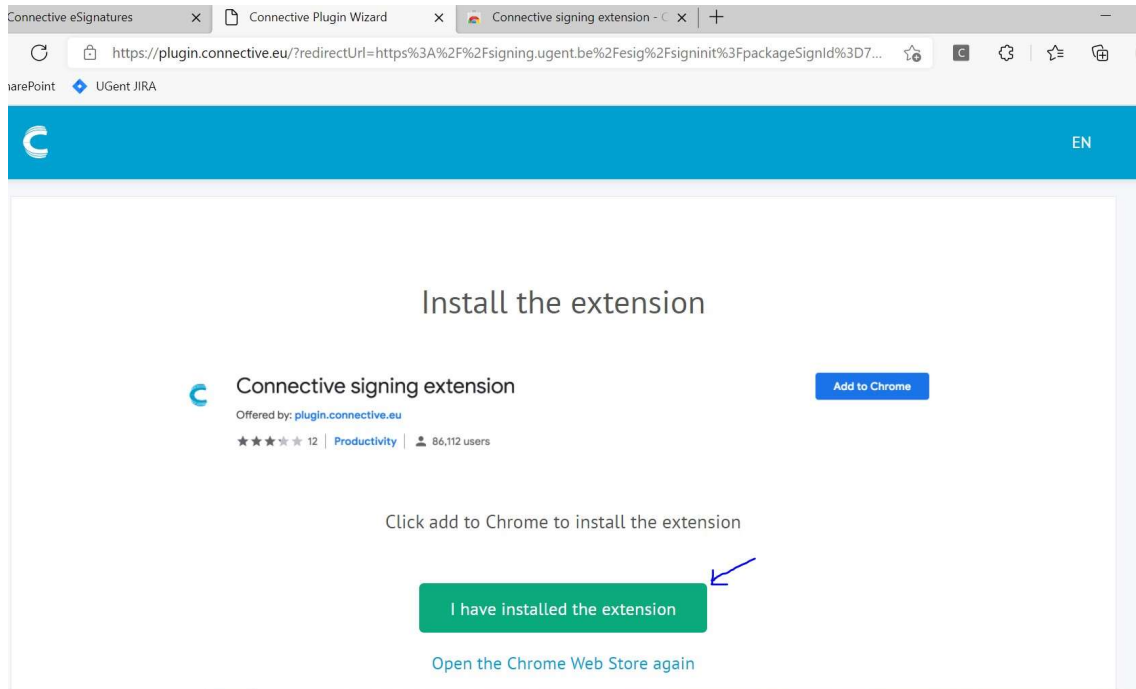 Connective eSignatures
Connective Plugin Wizard
Connective signing extension - C
https://plugin.connective.eu/?redirectUrl=https%3A%2F%2Fsigning.ugent.be%2Fesig%2Fsigninit%3FpackageSignId%3D7...
C
harePoint
UGent JIRA
EN
Install the extension
Connective signing extension
Add to Chrome
Offered by: plugin.connective.eu
12 | Productivity | 86,112 users
Click add to Chrome to install the extension
I have installed the extension
Open the Chrome Web Store again